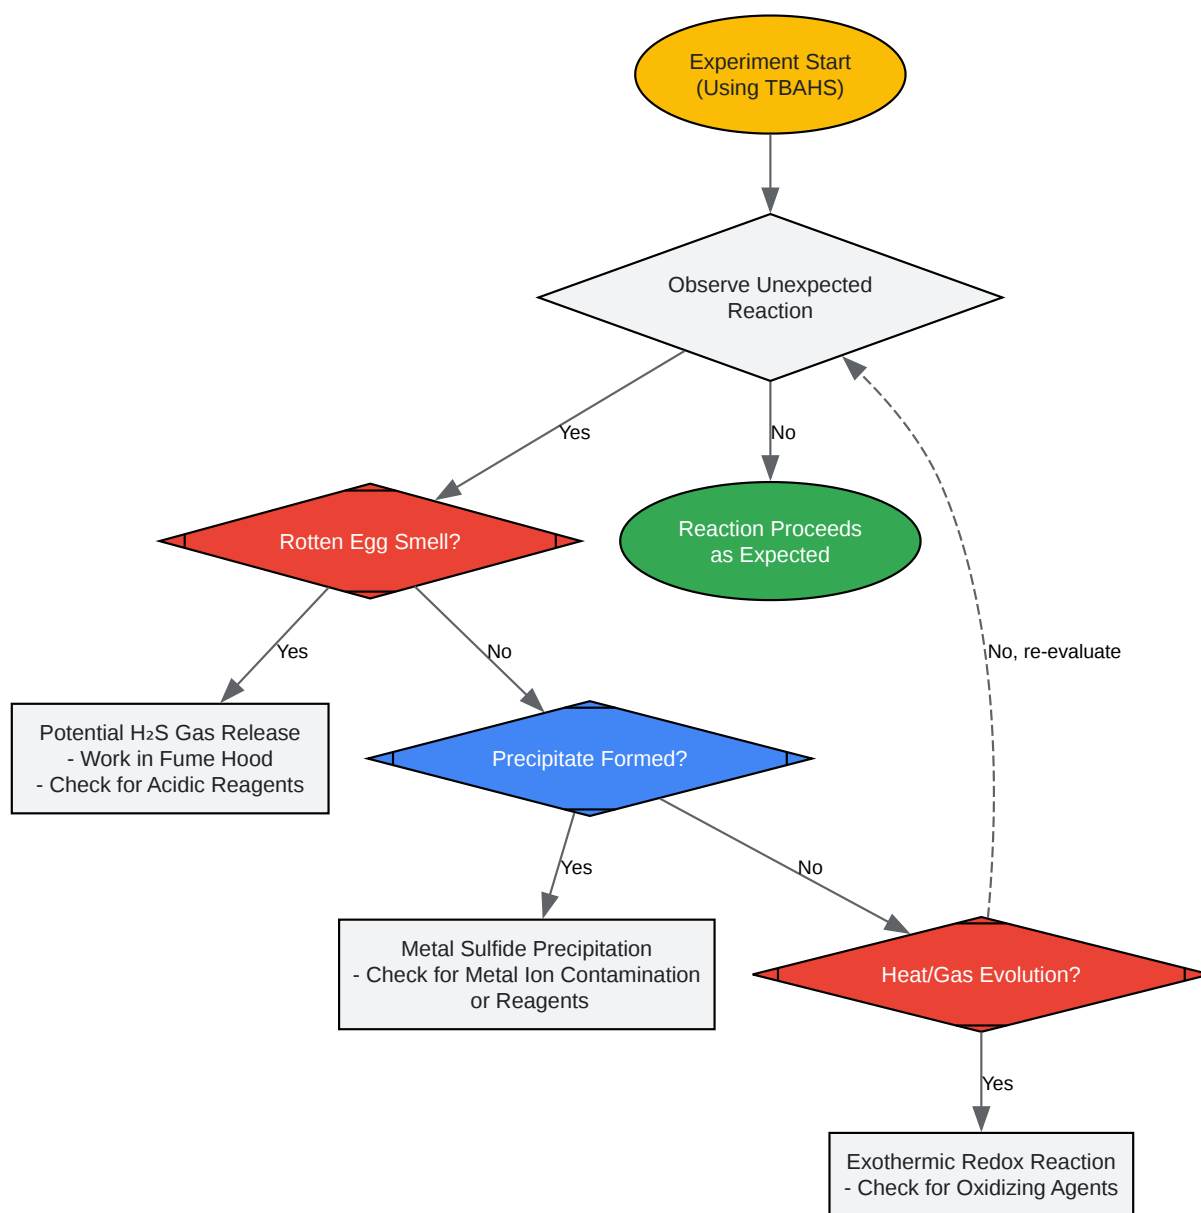 Experiment Start
(Using TBAHS)
Observe Unexpected
Reaction
Yes
No
Rotten Egg Smell?
Reaction Proceeds
as Expected
Yes
No
No, re-evaluate
Potential H₂S Gas Release
- Work in Fume Hood
- Check for Acidic Reagents
Precipitate Formed?
Yes
No
Metal Sulfide Precipitation
- Check for Metal Ion Contamination
or Reagents
Heat/Gas Evolution?
Yes
Exothermic Redox Reaction
- Check for Oxidizing Agents